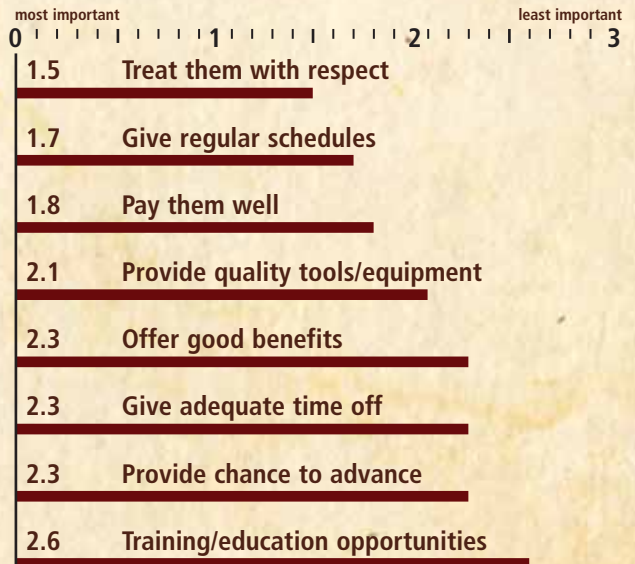 most important least important
0 1 2 3
1.5 Treat them with respect
1.7 Give regular schedules
1.8 Pay them well
2.1 Provide quality tools/equipment
2.3 Offer good benefits
2.3 Give adequate time off
2.3 Provide chance to advance
2.6 Training/education opportunities